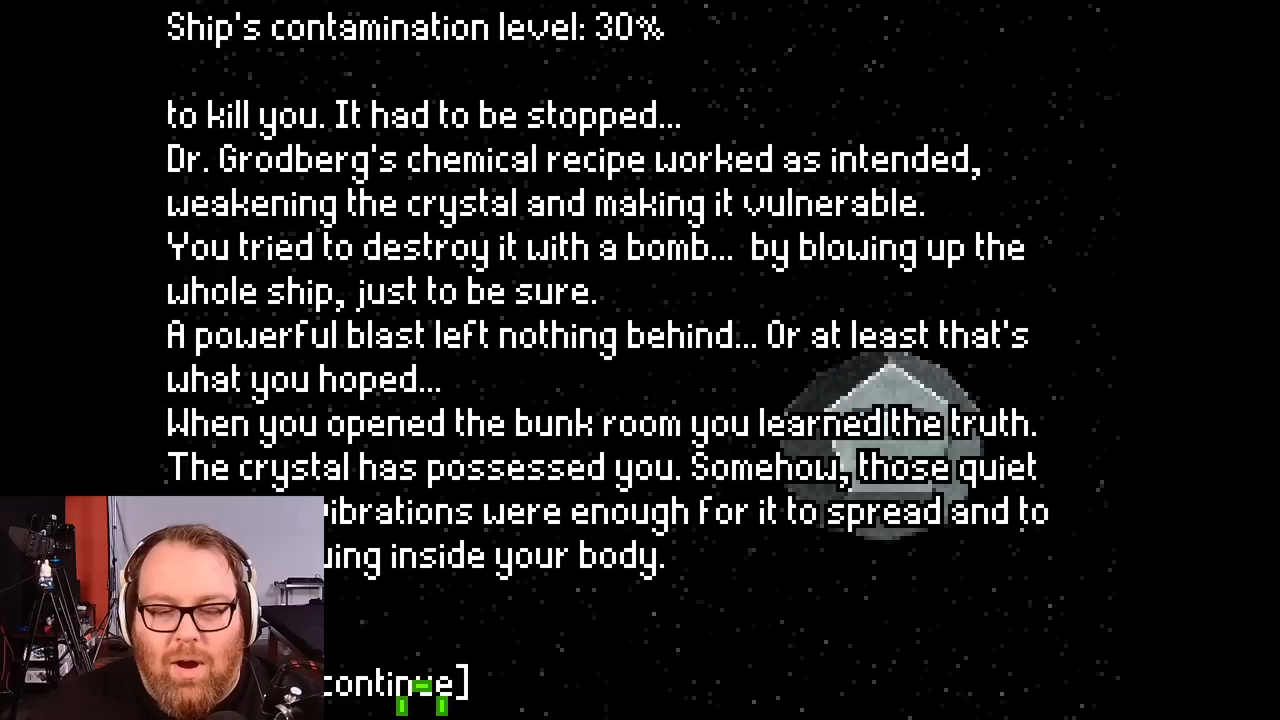 Ship's contamination level: 30%
to kill you. It had to be stopped...
Dr. Grodberg's chemical recipe worked as intended,
weakening the crystal and making it vulnerable.
You tried to destroy it with a bomb... by blowing up the
whole ship, just to be sure.
A powerful blast left nothing behind... Or at least that's
what you hoped...
When you opened the bunk room you learned the truth.
The crystal has possessed you. Somehow, those quiet
vibrations were enough for it to spread and to
inside your body.
continue]